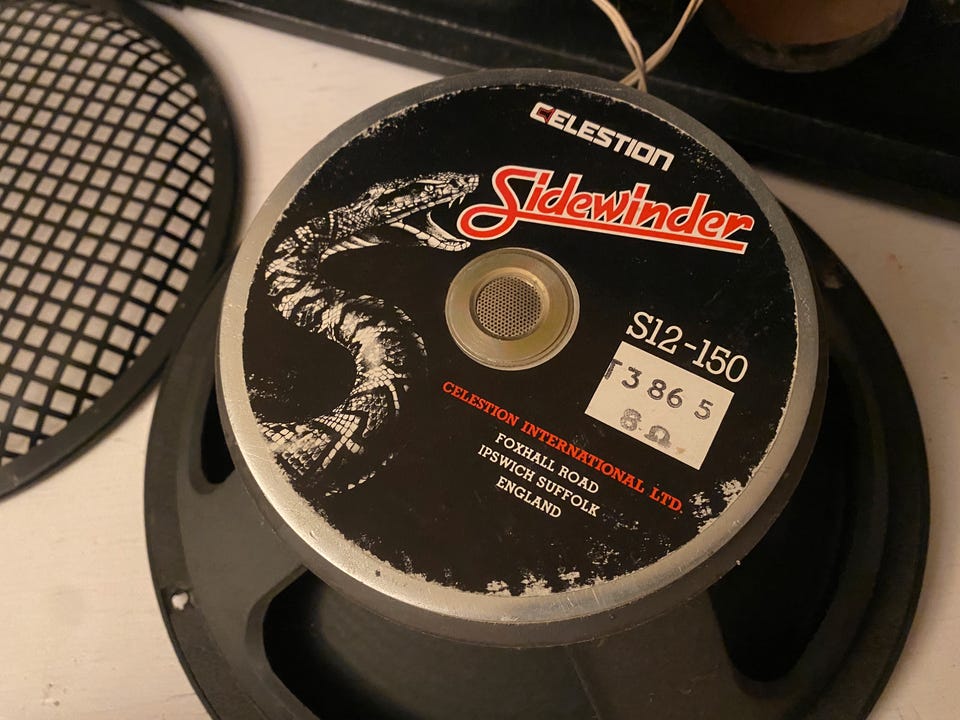 CELESTION
Sidewinder
S12-150
T3865
8Ω
CELESTION INTERNATIONAL LTD.
FOXHALL ROAD
IPSWICH SUFFOLK
ENGLAND